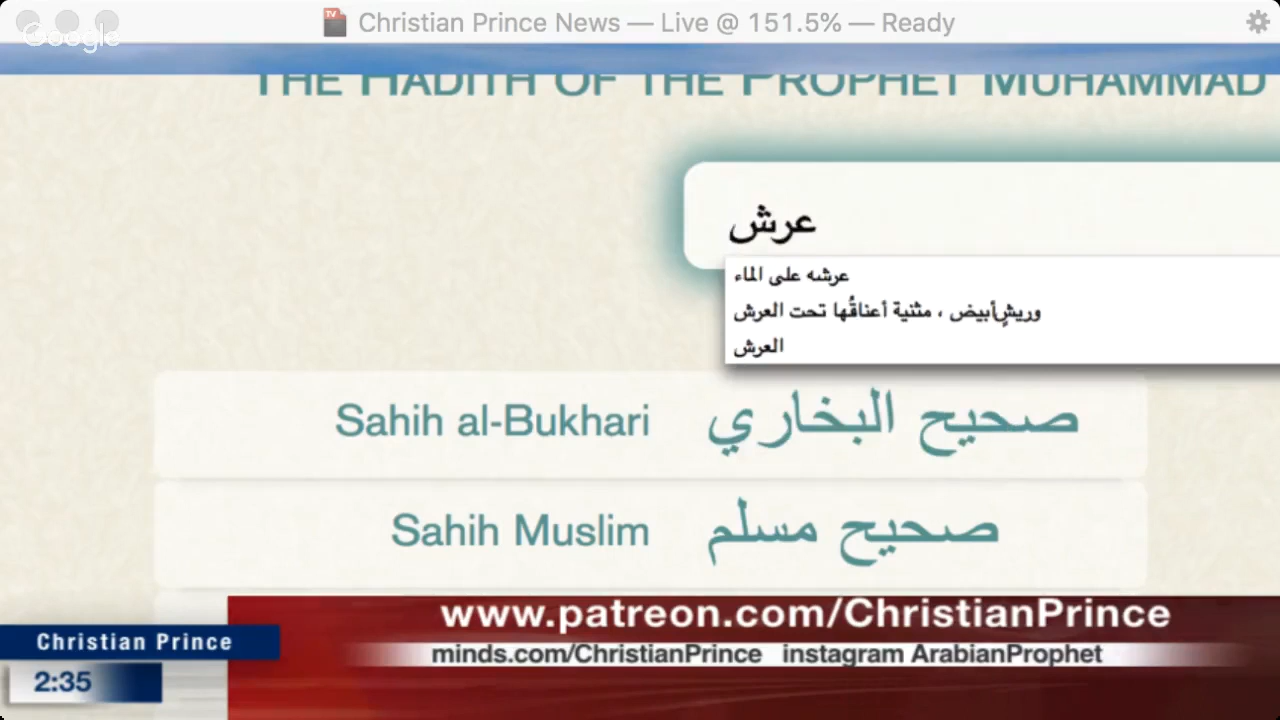 Christian Prince News — Live @ 151.5% — Ready
Google
THE HADITH OF THE PROPHET MUHAMMAD
عرش
عرشه على الماء
وريشٍأبيض ، مثنية أعناقُها تحت العرش
العرش
Sahih al-Bukhari صحيح البخاري
Sahih Muslim صحيح مسلم
www.patreon.com/ChristianPrince
Christian Prince
minds.com/ChristianPrince instagram ArabianProphet
2:35